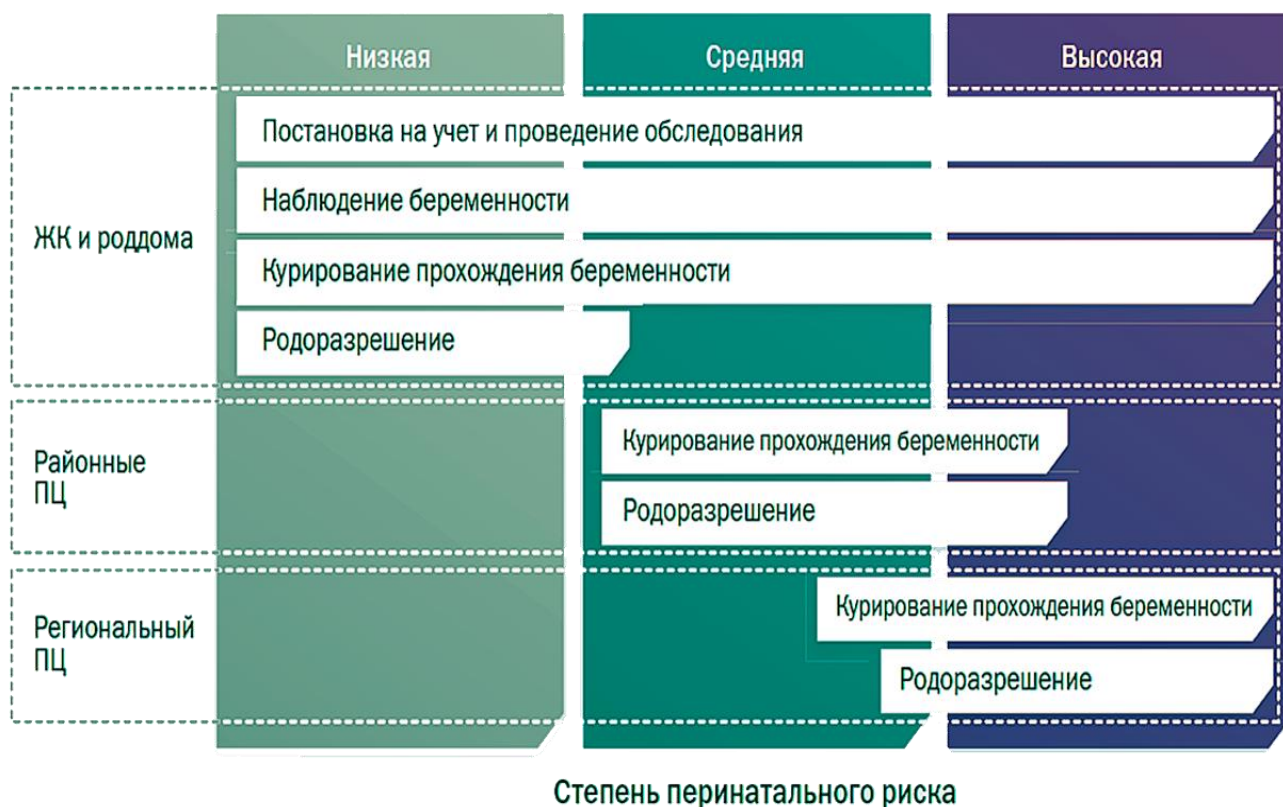 Низкая
Средняя
Высокая
ЖК и роддома
Постановка на учет и проведение обследования
Наблюдение беременности
Курирование прохождения беременности
Родоразрешение
Районные
ПЦ
Курирование прохождения беременности
Родоразрешение
Региональный
ПЦ
Курирование прохождения беременности
Родоразрешение
Степень перинатального риска